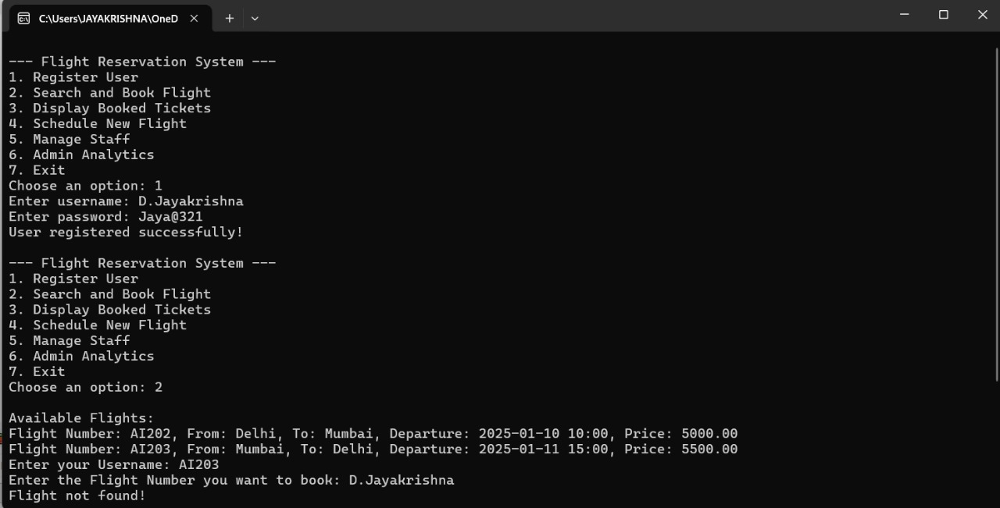 C:\Users\JAYAKRISHNA\OneD
--- Flight Reservation System ---
1. Register User
2. Search and Book Flight
3. Display Booked Tickets
4. Schedule New Flight
5. Manage Staff
6. Admin Analytics
7. Exit
Choose an option: 1
Enter username: D.Jayakrishna
Enter password: Jaya@321
User registered successfully!
--- Flight Reservation System ---
1. Register User
2. Search and Book Flight
3. Display Booked Tickets
4. Schedule New Flight
5. Manage Staff
6. Admin Analytics
7. Exit
Choose an option: 2
Available Flights:
Flight Number: AI202, From: Delhi, To: Mumbai, Departure: 2025-01-10 10:00, Price: 5000.00
Flight Number: AI203, From: Mumbai, To: Delhi, Departure: 2025-01-11 15:00, Price: 5500.00
Enter your Username: AI203
Enter the Flight Number you want to book: D.Jayakrishna
Flight not found!